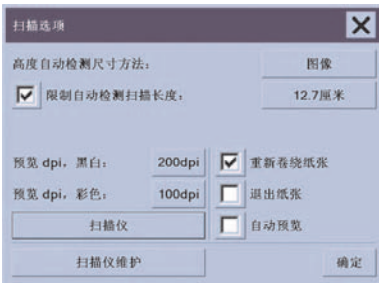 扫描选项
高度自动检测尺寸方法： 图像
限制自动检测扫描长度： 12.7厘米
预览 dpi，黑白： 200dpi 重新卷绕纸张
预览 dpi，彩色： 100dpi 退出纸张
扫描仪 自动预览
扫描仪维护 确定